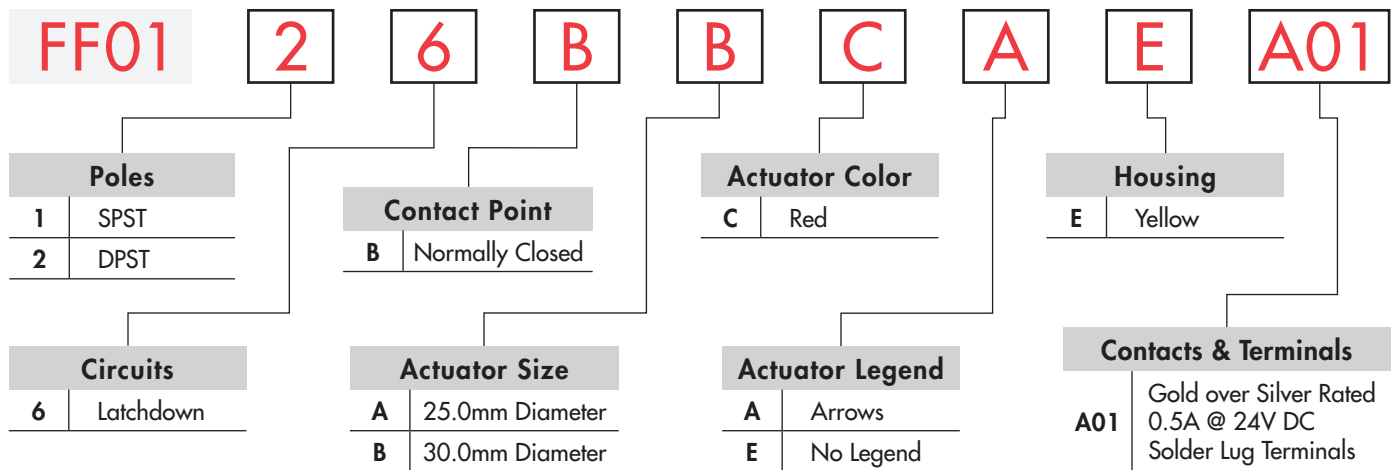 FF01 2 6 B B C A E A01
Poles
1 SPST
2 DPST
Contact Point
B Normally Closed
Actuator Color
C Red
Housing
E Yellow
Circuits
6 Latchdown
Actuator Size
A 25.0mm Diameter
B 30.0mm Diameter
Actuator Legend
A Arrows
E No Legend
Contacts & Terminals
Gold over Silver Rated
A01 0.5A @ 24V DC
Solder Lug Terminals